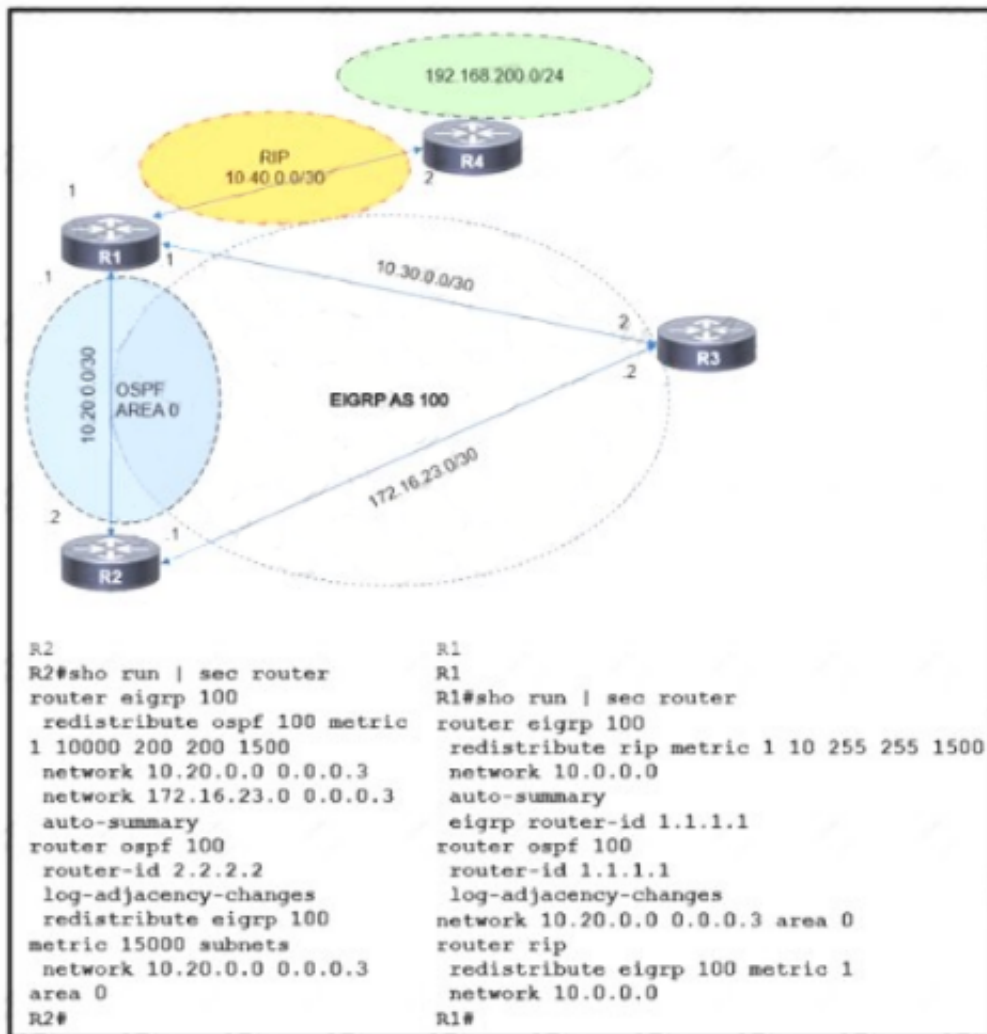 192.168.200.0/24
RIP
10.40.0.0/30
R4
2
1
R1
1
.1
10.30.0.0/30
2
R3
.2
10.20.0.0/30
OSPF
AREA 0
EIGRP AS 100
172.16.23.0/30
.2
.1
R2
R2
R2#sho run | sec router
router eigrp 100
redistribute ospf 100 metric
1 10000 200 200 1500
network 10.20.0.0 0.0.0.3
network 172.16.23.0 0.0.0.3
auto-summary
router ospf 100
router-id 2.2.2.2
log-adjacency-changes
redistribute eigrp 100
metric 15000 subnets
network 10.20.0.0 0.0.0.3
area 0
R2#
R1
R1
R1#sho run | sec router
router eigrp 100
redistribute rip metric 1 10 255 255 1500
network 10.0.0.0
auto-summary
eigrp router-id 1.1.1.1
router ospf 100
router-id 1.1.1.1
log-adjacency-changes
network 10.20.0.0 0.0.0.3 area 0
router rip
redistribute eigrp 100 metric 1
network 10.0.0.0
R1#